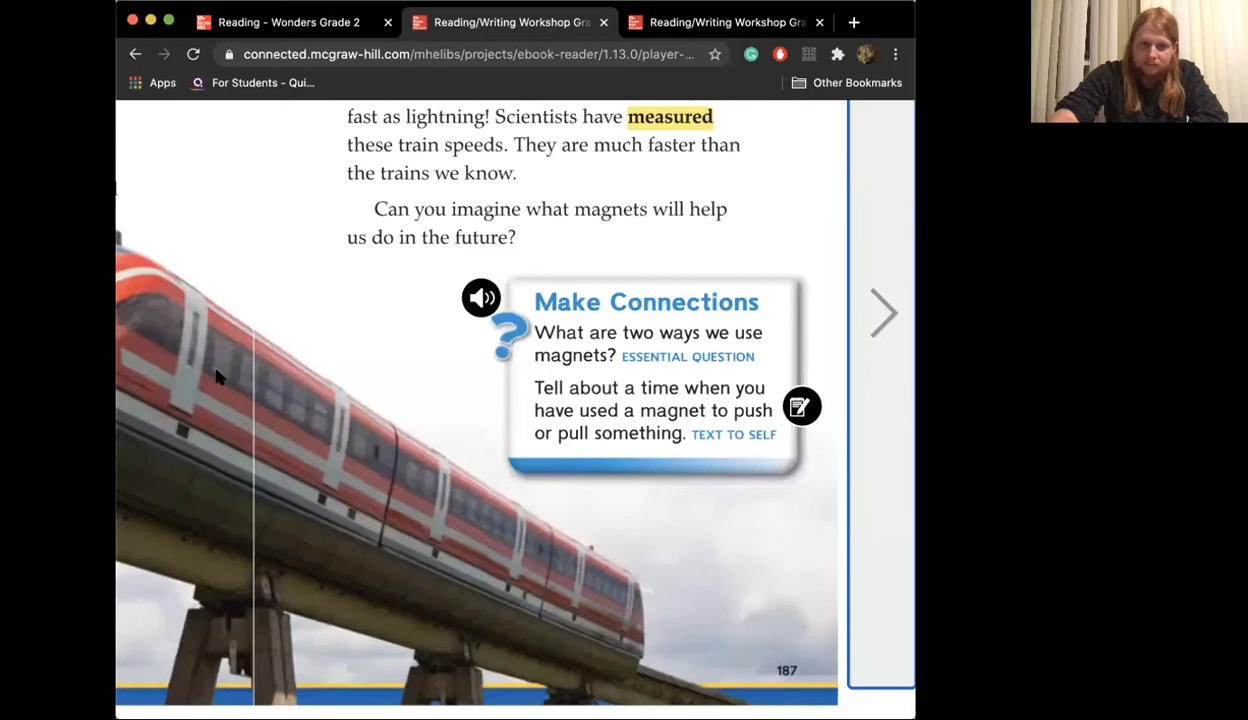 Reading - Wonders Grade 2
Reading/Writing Workshop Gra
Reading/Writing Workshop Gra
connected.mcgraw-hill.com/mhelibs/projects/ebook-reader/1.13.0/player-...
Apps
For Students - Qui...
Other Bookmarks
fast as lightning! Scientists have measured
these train speeds. They are much faster than
the trains we know.
Can you imagine what magnets will help
us do in the future?
Make Connections
What are two ways we use
magnets? ESSENTIAL QUESTION
Tell about a time when you
have used a magnet to push
or pull something. TEXT TO SELF
187